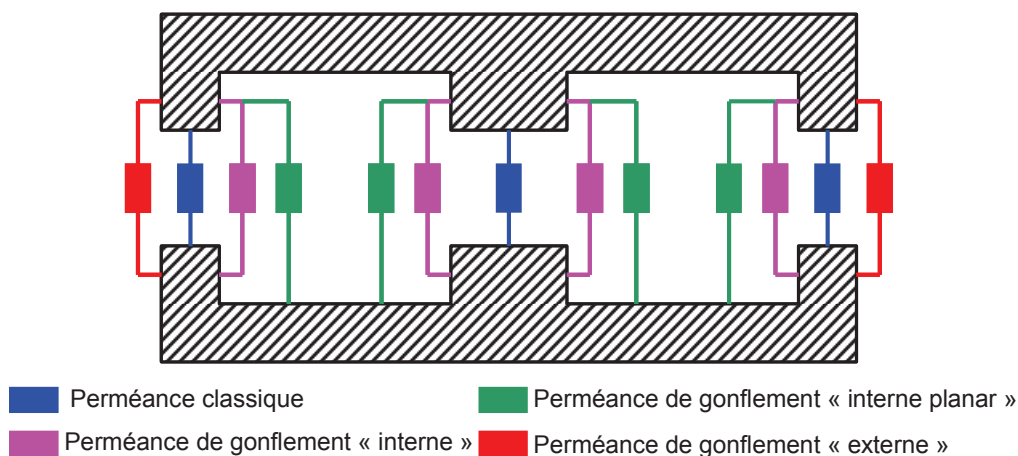 Perméance classique
Perméance de gonflement « interne planar »
Perméance de gonflement « interne »
Perméance de gonflement « externe »